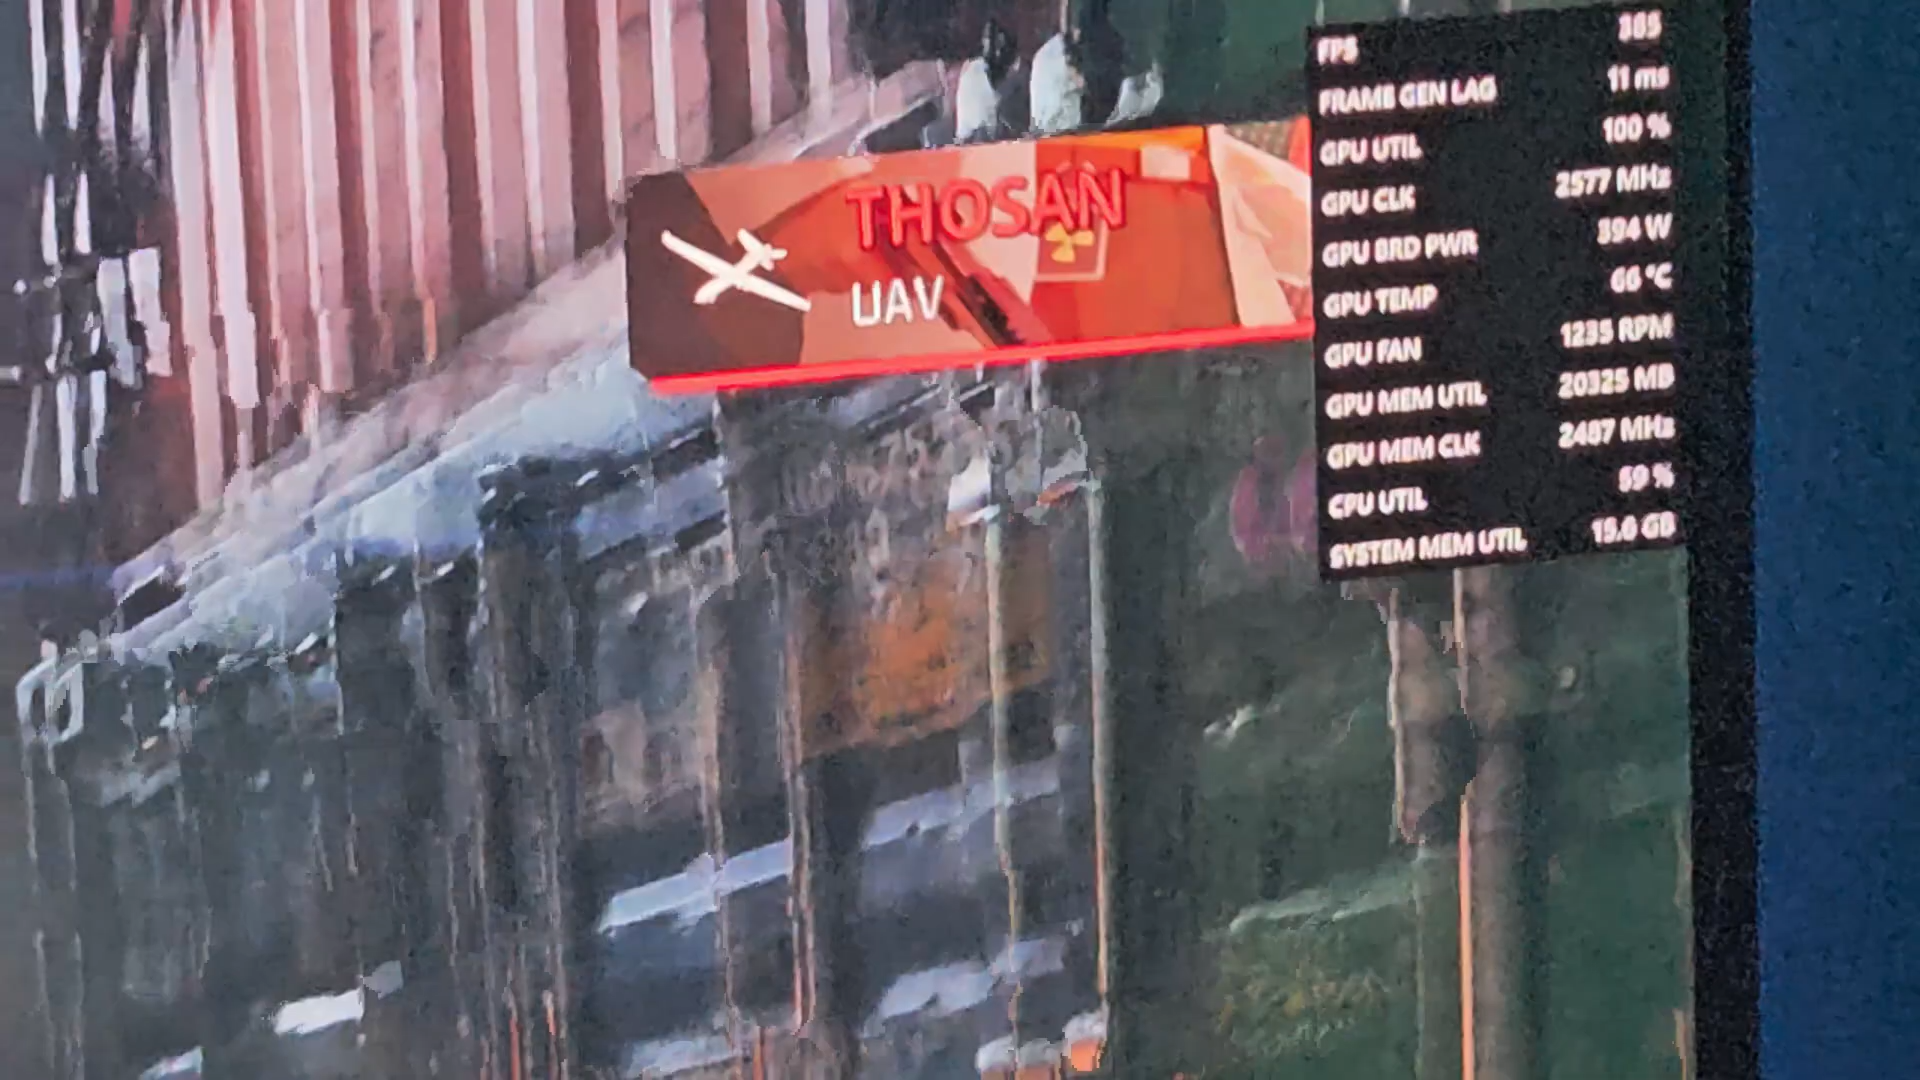 THOSAN
UAV
FPS 305
FRAME GEN LAG 11 ms
GPU UTIL 100 %
GPU CLK 2577 MHz
GPU BRD PWR 394 W
GPU TEMP 66 °C
GPU FAN 1235 RPM
GPU MEM UTIL 20325 MB
GPU MEM CLK 2487 MHz
CPU UTIL 59 %
SYSTEM MEM UTIL 15.6 GB